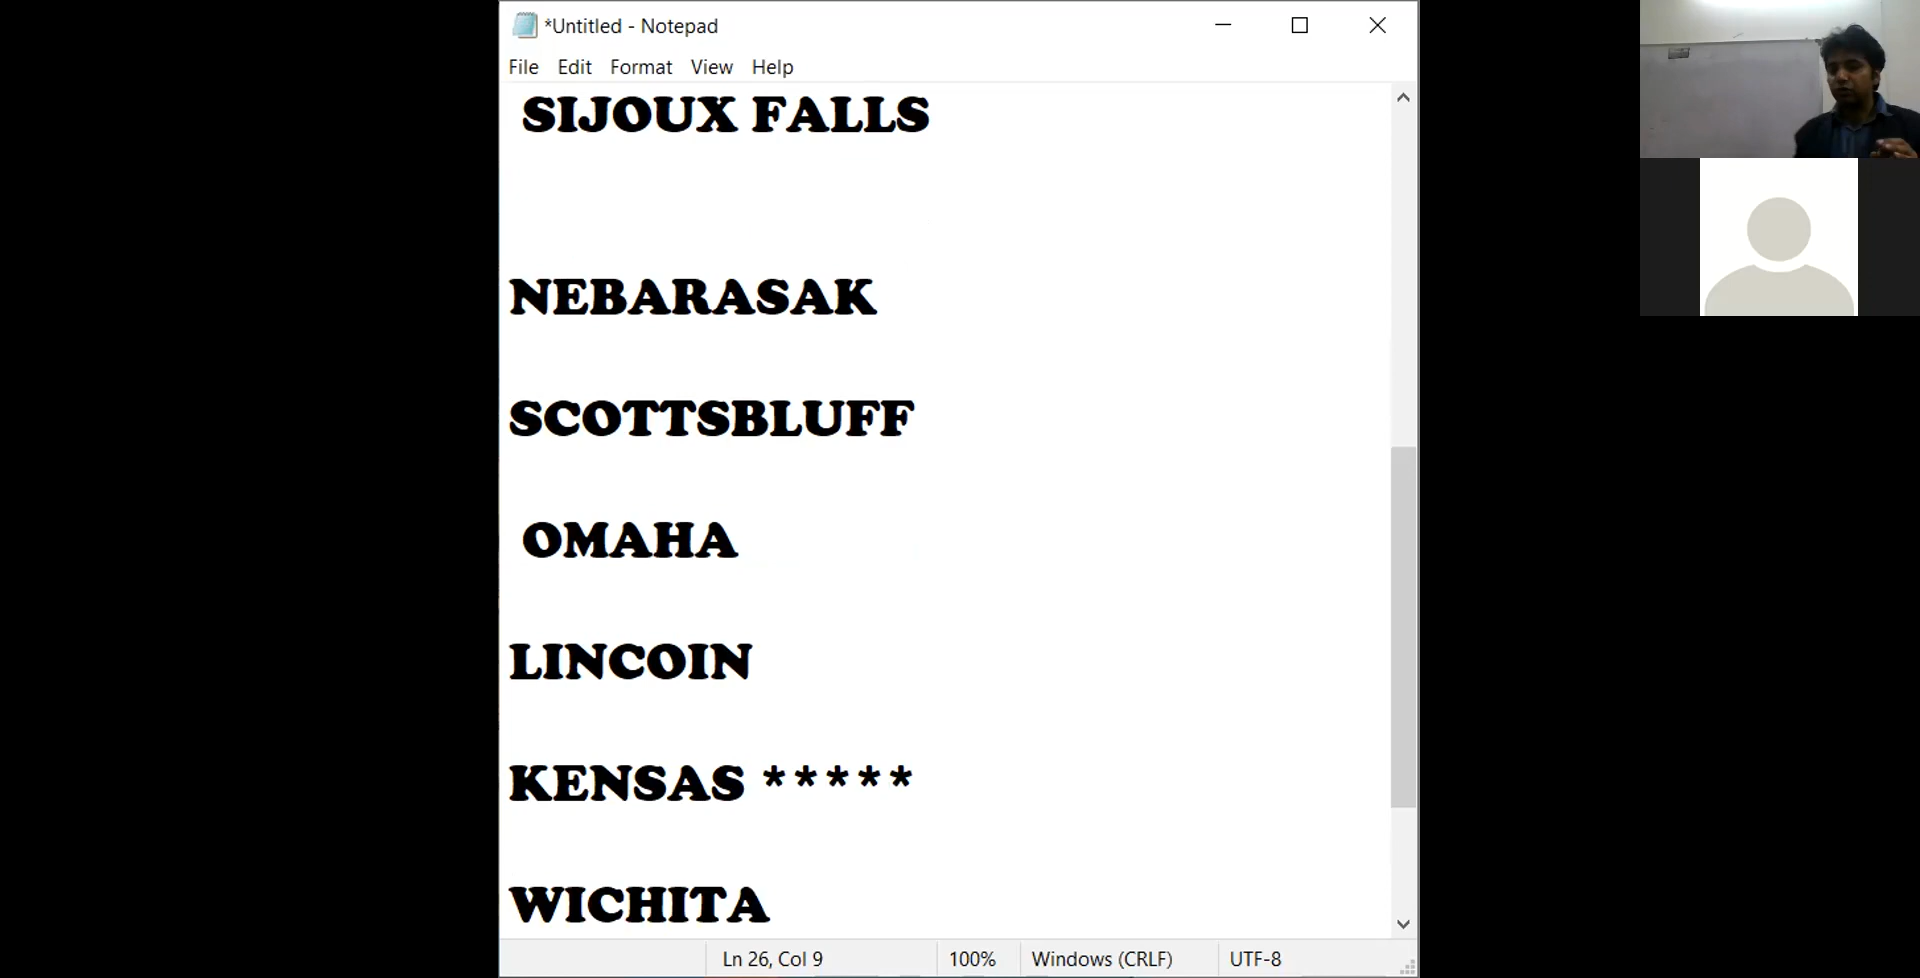 *Untitled - Notepad
File Edit Format View Help
SIJOUX FALLS
NEBARASAK
SCOTTSBLUFF
OMAHA
LINCOIN
KENSAS *****
WICHITA
Ln 26, Col 9 100% Windows (CRLF) UTF-8